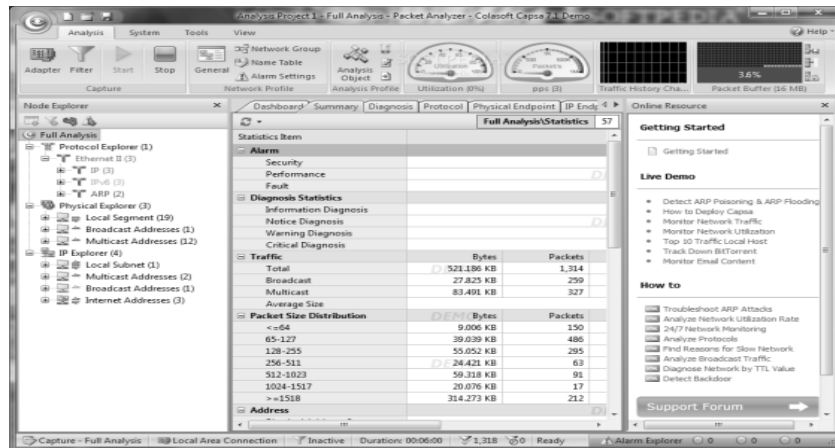 Analysis Project 1 - Full Analysis - Packet Analyzer - Colasoft Capsa 7.1 Demo
Analysis System Tools View Help
Adapter Filter Start Stop
Capture
General
Network Group
Name Table
Alarm Settings
Network Profile
Analysis Object
Analysis Profile
Utilization (0%)
pps (3)
Traffic History Cha...
3.6%
Packet Buffer (16 MB)
Node Explorer
Full Analysis
Protocol Explorer (1)
Ethernet II (3)
IP (3)
IPv6 (3)
ARP (2)
Physical Explorer (3)
Local Segment (19)
Broadcast Addresses (1)
Multicast Addresses (12)
IP Explorer (4)
Local Subnet (1)
Multicast Addresses (2)
Broadcast Addresses (1)
Internet Addresses (3)
Dashboard Summary Diagnosis Protocol Physical Endpoint IP Endp
Full Analysis\Statistics 57
Statistics Item
Alarm
Security
Performance
Fault
Diagnosis Statistics
Information Diagnosis
Notice Diagnosis
Warning Diagnosis
Critical Diagnosis
Traffic Bytes Packets
Total 521.186 KB 1,314
Broadcast 27.825 KB 259
Multicast 83.491 KB 327
Average Size
Packet Size Distribution Bytes Packets
<=64 9.006 KB 150
65-127 39.039 KB 486
128-255 55.052 KB 295
256-511 24.421 KB 63
512-1023 59.318 KB 91
1024-1517 20.076 KB 17
>=1518 314.273 KB 212
Address
Online Resource
Getting Started
Getting Started
Live Demo
Detect ARP Poisoning & ARP Flooding
How to Deploy Capsa
Monitor Network Traffic
Monitor Network Utilization
Top 10 Traffic Local Host
Track Down BitTorrent
Monitor Email Content
How to
Troubleshoot ARP Attacks
Analyze Network Utilization Rate
24/7 Network Monitoring
Analyze Protocols
Find Reasons for Slow Network
Analyze Broadcast Traffic
Diagnose Network by TTL Value
Detect Backdoor
Support Forum
Capture - Full Analysis Local Area Connection Inactive Duration: 00:06:00 1,318 0 Ready Alarm Explorer 0 0 0